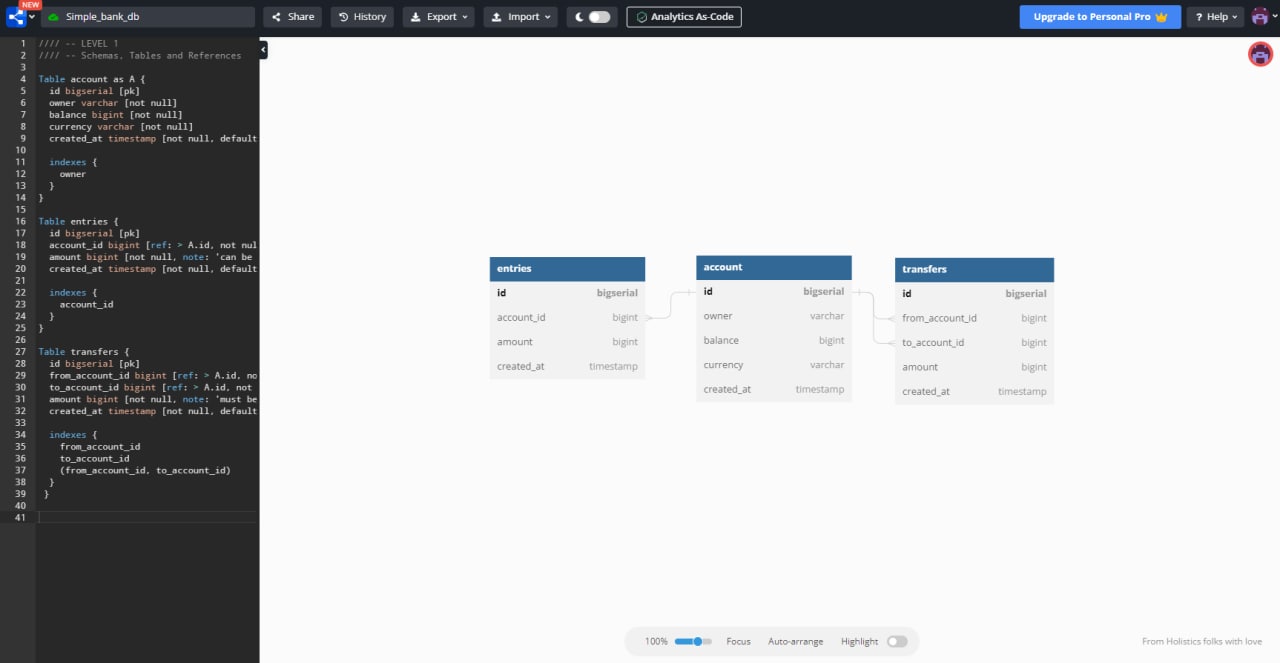 NEW
Simple_bank_db
Share
History
Export
Import
Analytics As-Code
Upgrade to Personal Pro
? Help
1 //// -- LEVEL 1
2 //// -- Schemas, Tables and References
3
4 Table account as A {
5 id bigserial [pk]
6 owner varchar [not null]
7 balance bigint [not null]
8 currency varchar [not null]
9 created_at timestamp [not null, default
10
11 indexes {
12 owner
13 }
14 }
15
16 Table entries {
17 id bigserial [pk]
18 account_id bigint [ref: > A.id, not nul
19 amount bigint [not null, note: 'can be
20 created_at timestamp [not null, default
21
22 indexes {
23 account_id
24 }
25 }
26
27 Table transfers {
28 id bigserial [pk]
29 from_account_id bigint [ref: > A.id, no
30 to_account_id bigint [ref: > A.id, not
31 amount bigint [not null, note: 'must be
32 created_at timestamp [not null, default
33
34 indexes {
35 from_account_id
36 to_account_id
37 (from_account_id, to_account_id)
38 }
39 }
40
41
entries
id bigserial
account_id bigint
amount bigint
created_at timestamp
account
id bigserial
owner varchar
balance bigint
currency varchar
created_at timestamp
transfers
id bigserial
from_account_id bigint
to_account_id bigint
amount bigint
created_at timestamp
100%
Focus
Auto-arrange
Highlight
From Holistics folks with love